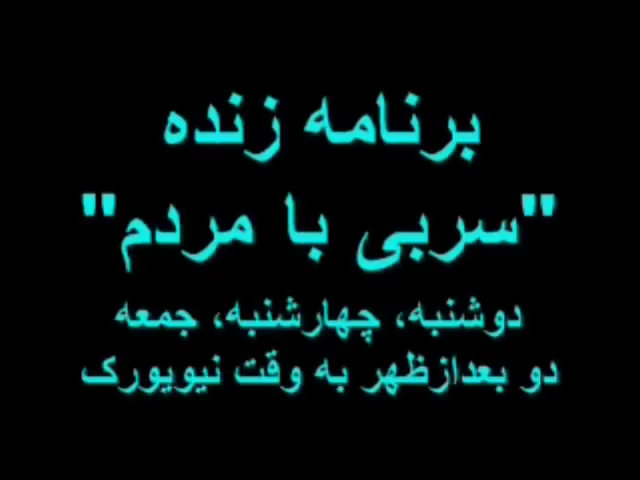 برنامه زنده
"سربی با مردم"
دوشنبه، چهارشنبه، جمعه
دو بعدازظهر به وقت نیویورک